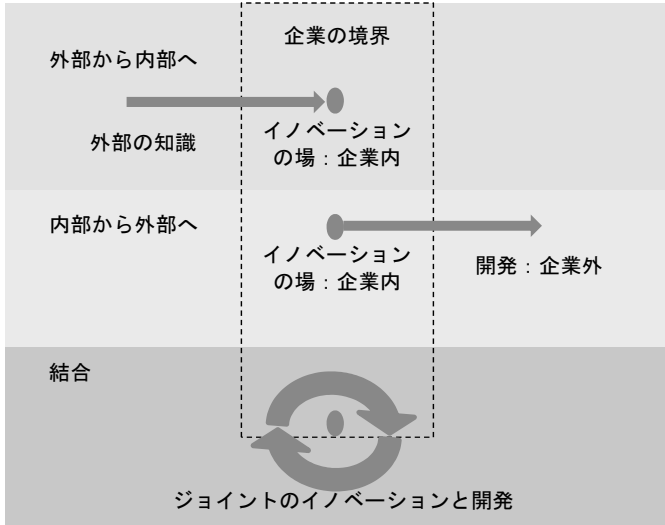 企業の境界
外部から内部へ
外部の知識
イノベーション
の場：企業内
内部から外部へ
イノベーション
の場：企業内
開発：企業外
結合
ジョイントのイノベーションと開発